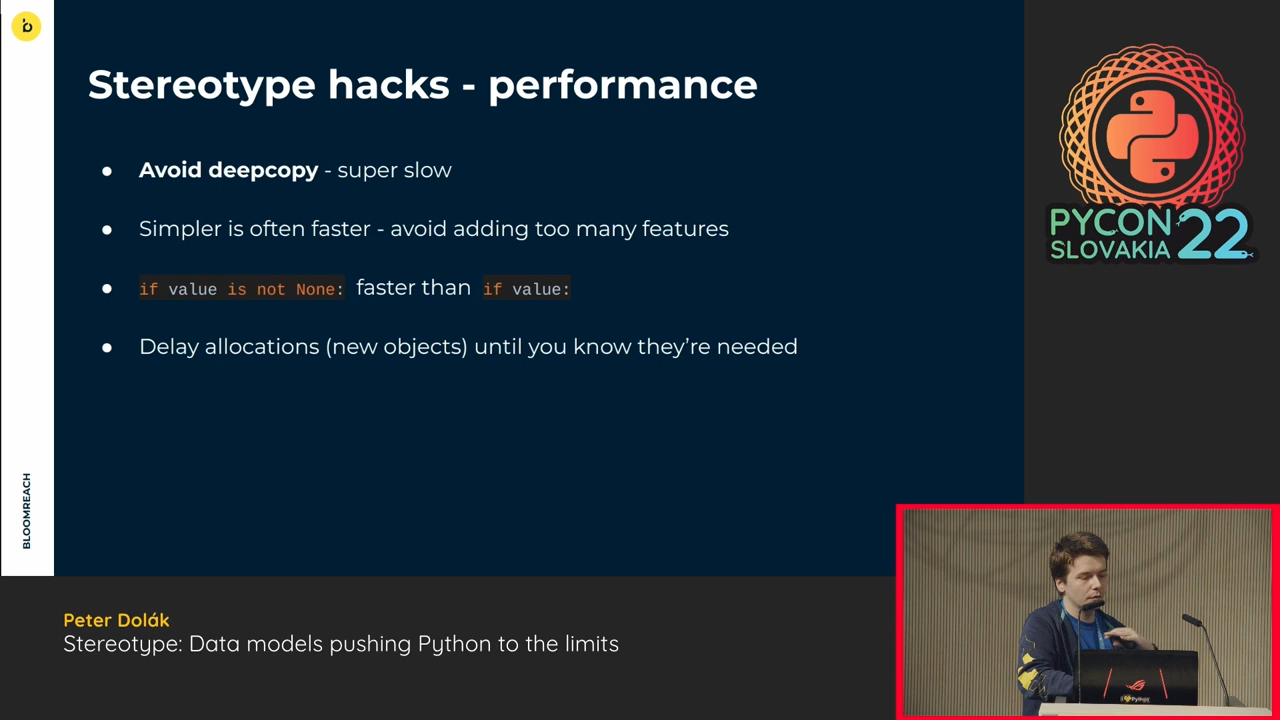 Stereotype hacks - performance
● Avoid deepcopy - super slow
● Simpler is often faster - avoid adding too many features
● if value is not None: faster than if value:
● Delay allocations (new objects) until you know they’re needed
BLOOMREACH
PYCON
SLOVAKIA 22
Peter Dolák
Stereotype: Data models pushing Python to the limits